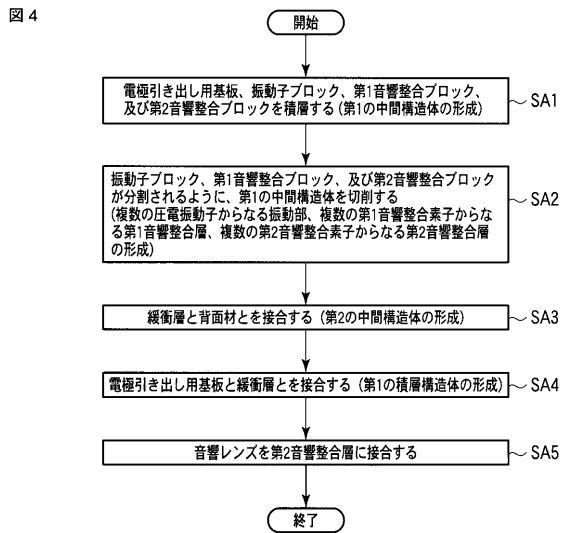 図4
開始
電極引き出し用基板、振動子ブロック、第1音響整合ブロック、
及び第2音響整合ブロックを積層する(第1の中間構造体の形成)
SA1
振動子ブロック、第1音響整合ブロック、及び第2音響整合ブロック
が分割されるように、第1の中間構造体を切削する
(複数の圧電振動子からなる振動部、複数の第1音響整合素子からな
る第1音響整合層、複数の第2音響整合素子からなる第2音響整合層
の形成)
SA2
緩衝層と背面材とを接合する(第2の中間構造体の形成)
SA3
電極引き出し用基板と緩衝層とを接合する(第1の積層構造体の形成)
SA4
音響レンズを第2音響整合層に接合する
SA5
終了